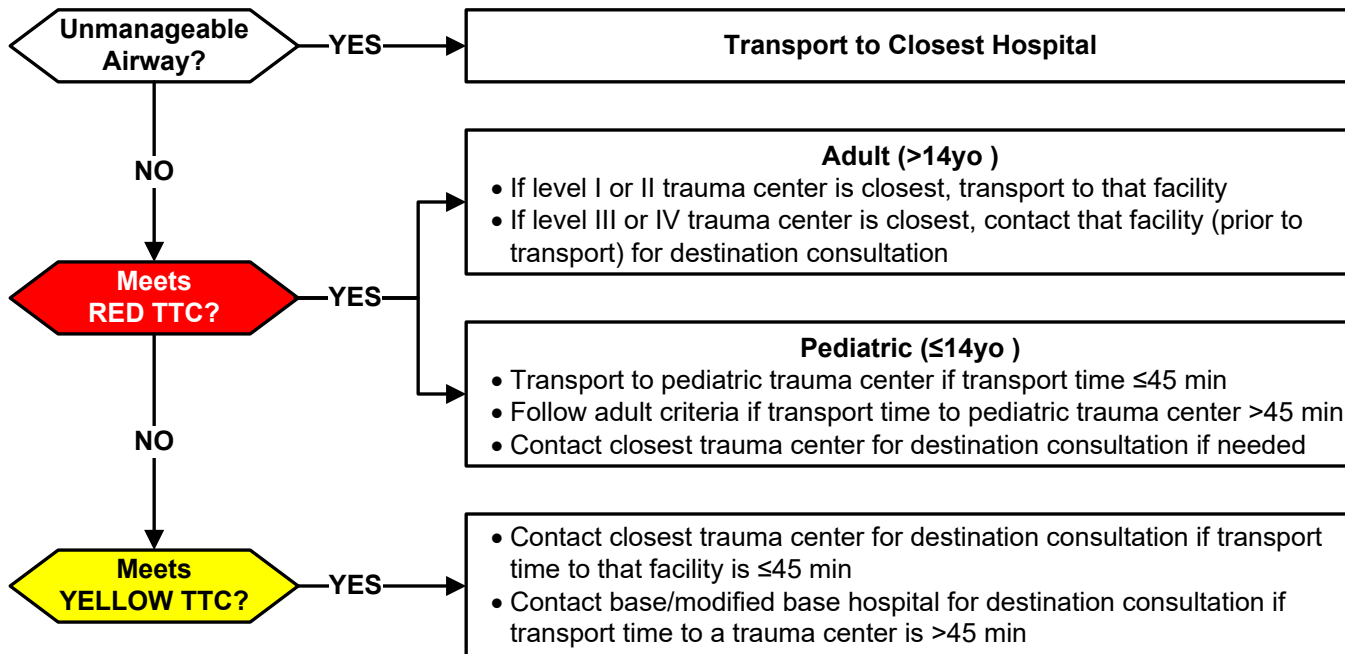 Unmanageable
Airway?
YES
Transport to Closest Hospital
NO
Adult (>14yo )
• If level I or II trauma center is closest, transport to that facility
• If level III or IV trauma center is closest, contact that facility (prior to
transport) for destination consultation
Meets
RED TTC?
YES
Pediatric (≤14yo )
• Transport to pediatric trauma center if transport time ≤45 min
• Follow adult criteria if transport time to pediatric trauma center >45 min
• Contact closest trauma center for destination consultation if needed
NO
Meets
YELLOW TTC?
YES
• Contact closest trauma center for destination consultation if transport
time to that facility is ≤45 min
• Contact base/modified base hospital for destination consultation if
transport time to a trauma center is >45 min